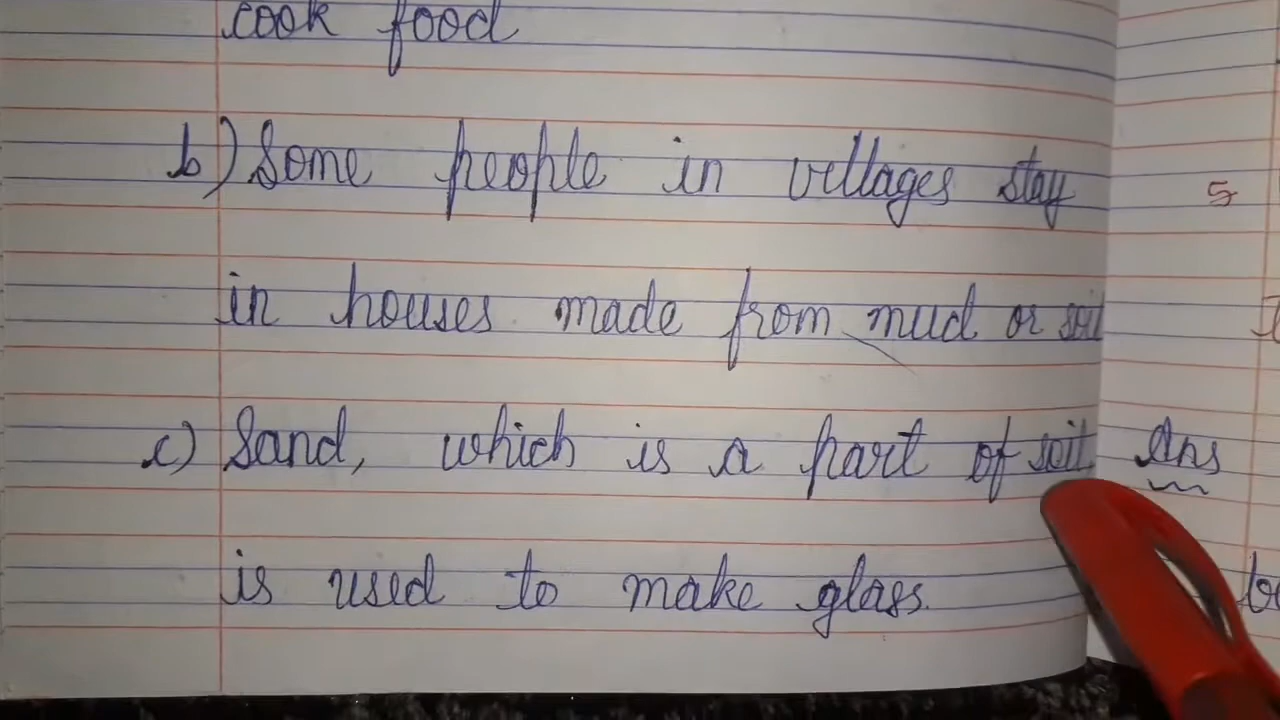 cook food
b) Some people in villages stay
in houses made from mud or soil
c) Sand, which is a part of soil
is used to make glass.
5
Ans